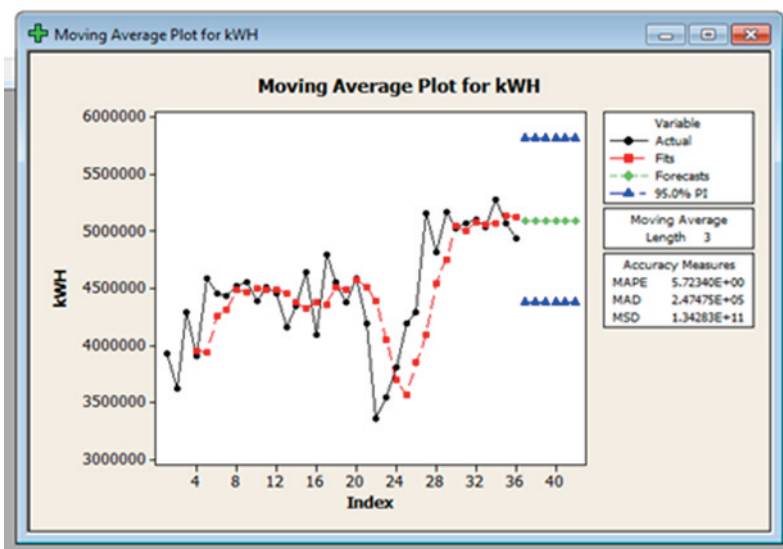 Moving Average Plot for kWH
Moving Average Plot for kWH
6000000
5500000
5000000
4500000
4000000
3500000
3000000
kWH
4 8 12 16 20 24 28 32 36 40
Index
Variable
Actual
Fits
Forecasts
95.0% PI
Moving Average
Length 3
Accuracy Measures
MAPE 5.72340E+00
MAD 2.47475E+05
MSD 1.34283E+11